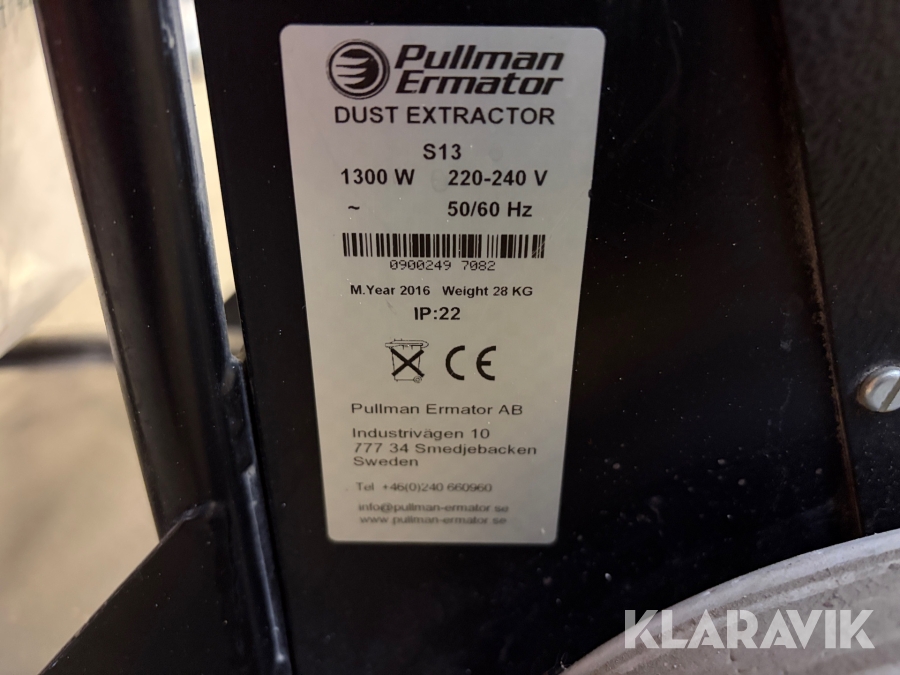 Pullman
Ermator
DUST EXTRACTOR
S13
1300 W 220-240 V
~ 50/60 Hz
0900249 7082
M.Year 2016 Weight 28 KG
IP:22
CE
Pullman Ermator AB
Industrivägen 10
777 34 Smedjebacken
Sweden
Tel +46(0)240 660960
info@pullman-ermator.se
www.pullman-ermator.se
KLARAVIK